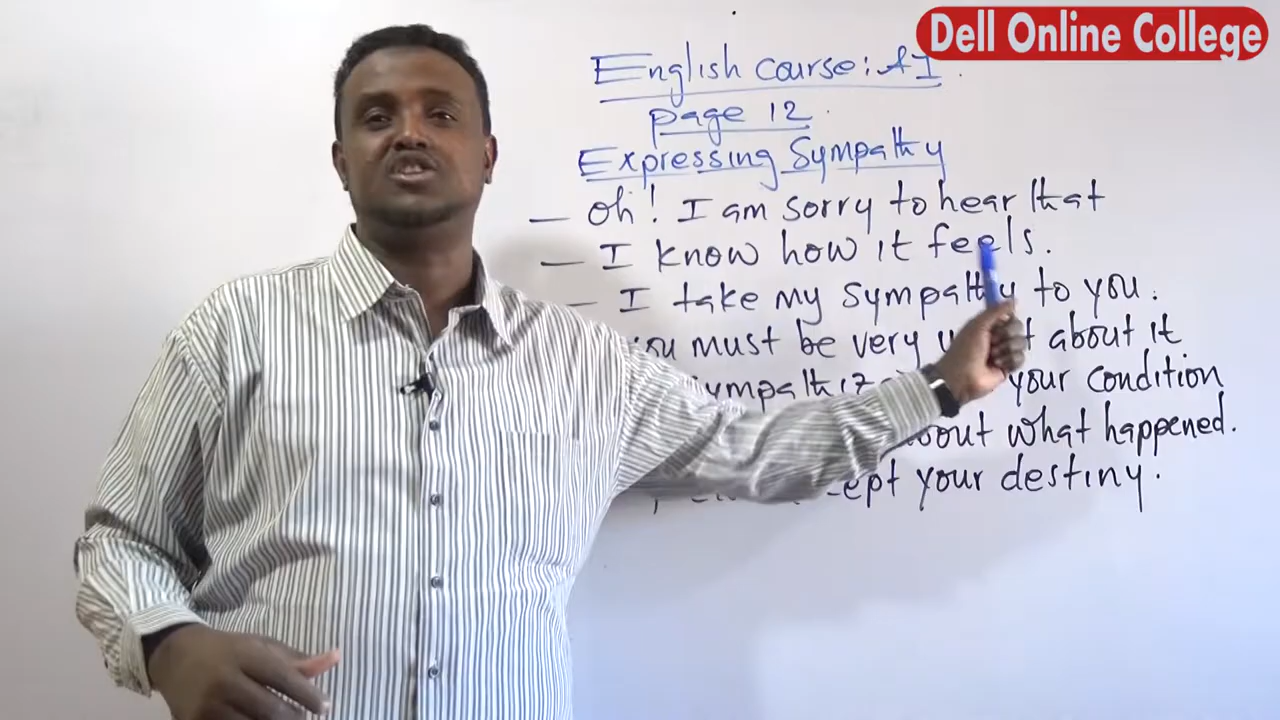 Dell Online College
English course: A1.
page 12.
Expressing Sympathy
— Oh! I am sorry to hear that
— I know how it feels.
— I take my sympathy to you.
must be very about it
your condition
what happened.
your destiny.